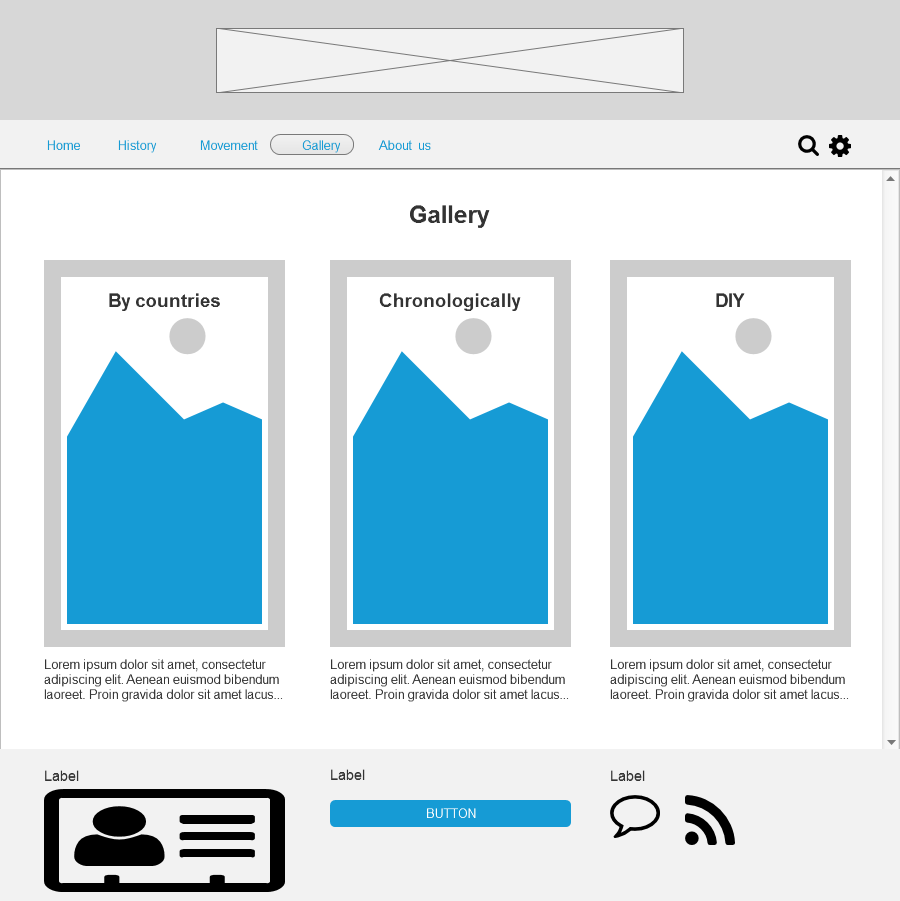 Home History Movement Gallery About us
Gallery
By countries Chronologically DIY
Lorem ipsum dolor sit amet, consectetur
adipiscing elit. Aenean euismod bibendum
laoreet. Proin gravida dolor sit amet lacus...
Lorem ipsum dolor sit amet, consectetur
adipiscing elit. Aenean euismod bibendum
laoreet. Proin gravida dolor sit amet lacus...
Lorem ipsum dolor sit amet, consectetur
adipiscing elit. Aenean euismod bibendum
laoreet. Proin gravida dolor sit amet lacus...
Label
Label
BUTTON
Label